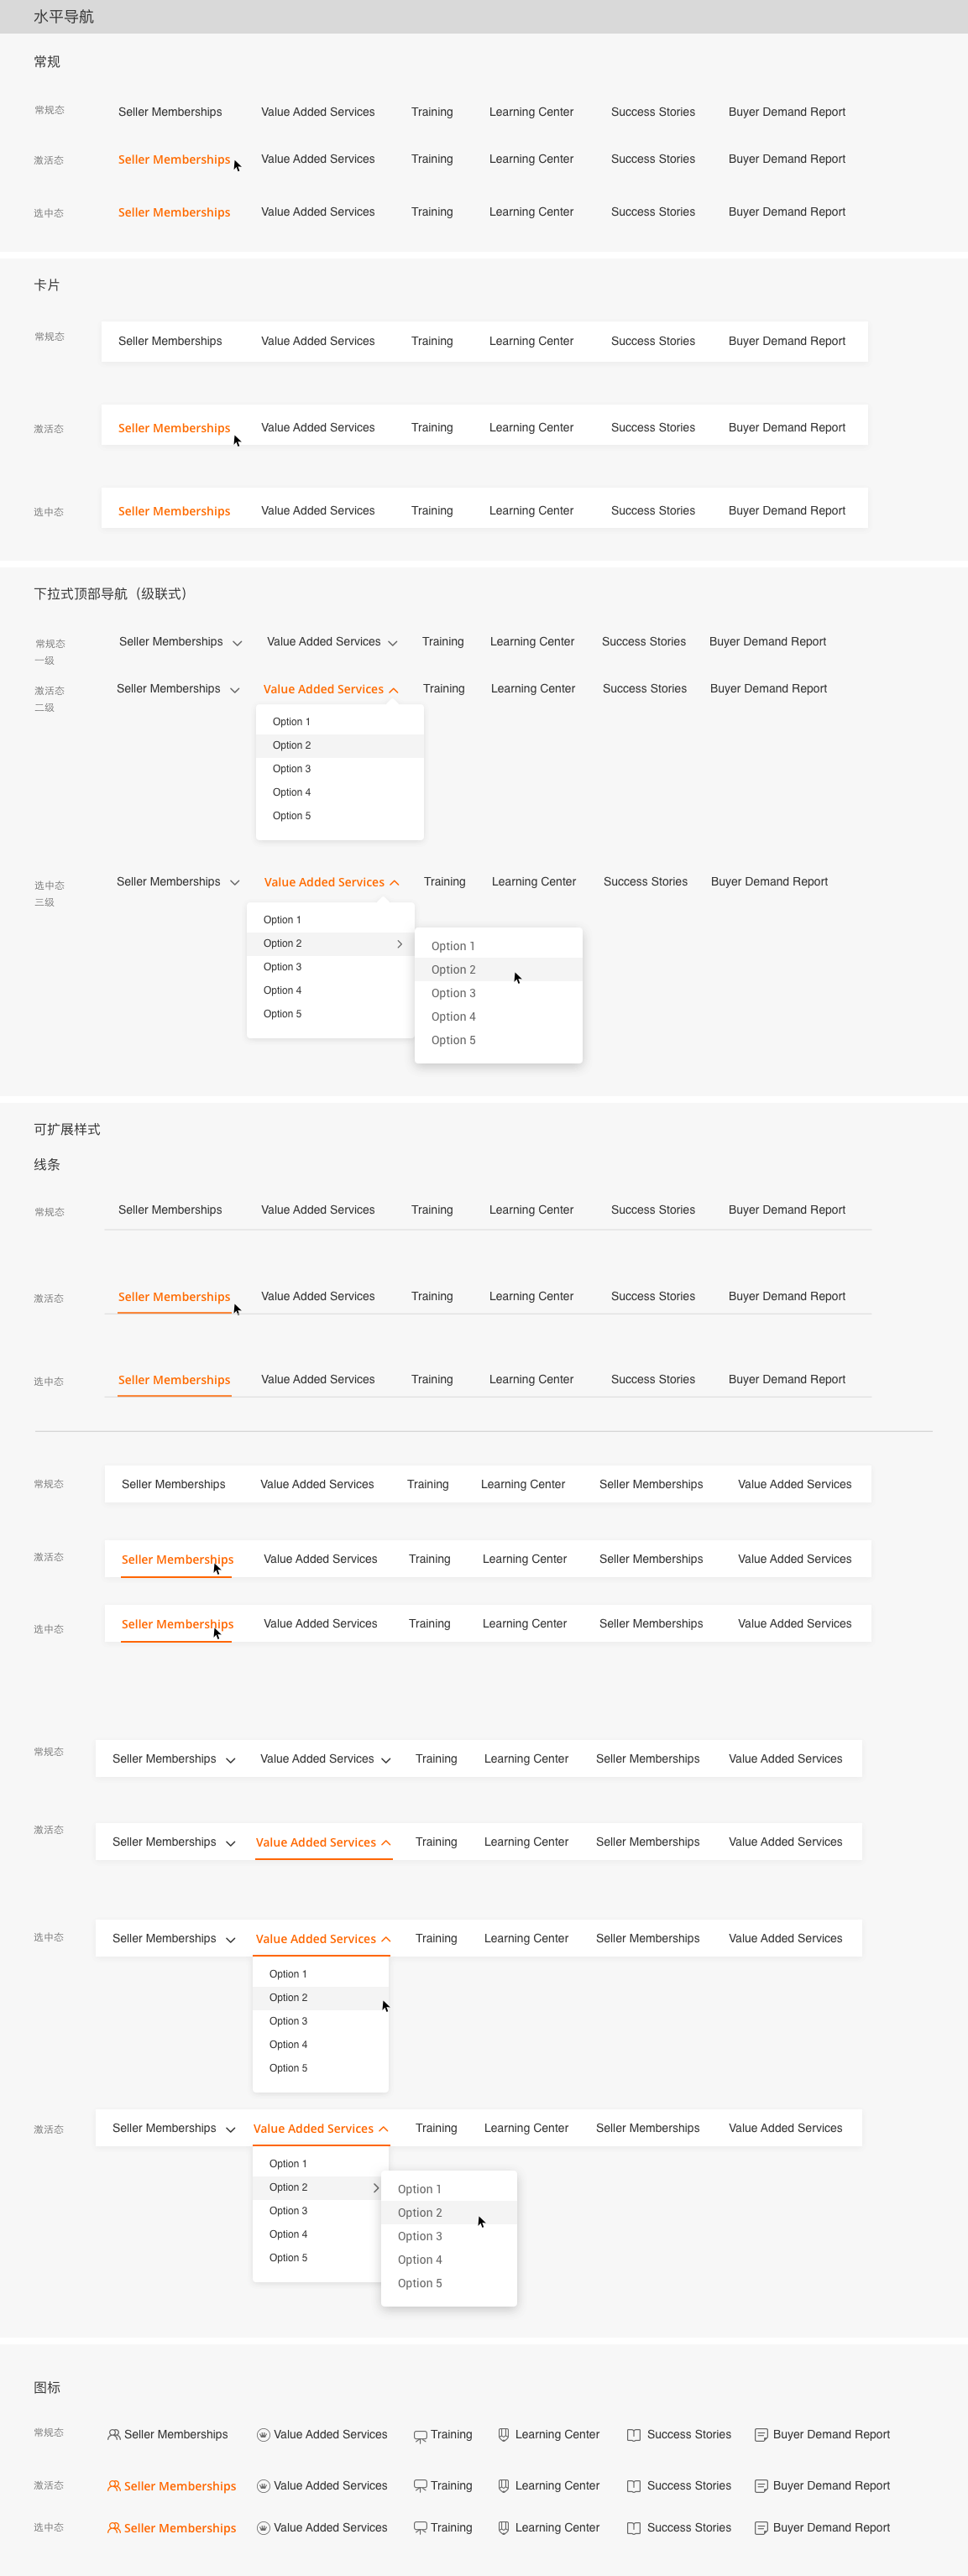 水平导航
常规
常规态 Seller Memberships Value Added Services Training Learning Center Success Stories Buyer Demand Report
激活态 Seller Memberships Value Added Services Training Learning Center Success Stories Buyer Demand Report
选中态 Seller Memberships Value Added Services Training Learning Center Success Stories Buyer Demand Report
卡片
常规态 Seller Memberships Value Added Services Training Learning Center Success Stories Buyer Demand Report
激活态 Seller Memberships Value Added Services Training Learning Center Success Stories Buyer Demand Report
选中态 Seller Memberships Value Added Services Training Learning Center Success Stories Buyer Demand Report
下拉式顶部导航（级联式）
常规态 Seller Memberships Value Added Services Training Learning Center Success Stories Buyer Demand Report
一级
激活态 Seller Memberships Value Added Services Training Learning Center Success Stories Buyer Demand Report
二级
Option 1
Option 2
Option 3
Option 4
Option 5
选中态 Seller Memberships Value Added Services Training Learning Center Success Stories Buyer Demand Report
三级
Option 1
Option 2
Option 3
Option 4
Option 5
Option 1
Option 2
Option 3
Option 4
Option 5
可扩展样式
线条
常规态 Seller Memberships Value Added Services Training Learning Center Success Stories Buyer Demand Report
激活态 Seller Memberships Value Added Services Training Learning Center Success Stories Buyer Demand Report
选中态 Seller Memberships Value Added Services Training Learning Center Success Stories Buyer Demand Report
常规态 Seller Memberships Value Added Services Training Learning Center Seller Memberships Value Added Services
激活态 Seller Memberships Value Added Services Training Learning Center Seller Memberships Value Added Services
选中态 Seller Memberships Value Added Services Training Learning Center Seller Memberships Value Added Services
常规态 Seller Memberships Value Added Services Training Learning Center Seller Memberships Value Added Services
激活态 Seller Memberships Value Added Services Training Learning Center Seller Memberships Value Added Services
选中态 Seller Memberships Value Added Services Training Learning Center Seller Memberships Value Added Services
Option 1
Option 2
Option 3
Option 4
Option 5
激活态 Seller Memberships Value Added Services Training Learning Center Seller Memberships Value Added Services
Option 1
Option 2
Option 3
Option 4
Option 5
Option 1
Option 2
Option 3
Option 4
Option 5
图标
常规态 Seller Memberships Value Added Services Training Learning Center Success Stories Buyer Demand Report
激活态 Seller Memberships Value Added Services Training Learning Center Success Stories Buyer Demand Report
选中态 Seller Memberships Value Added Services Training Learning Center Success Stories Buyer Demand Report